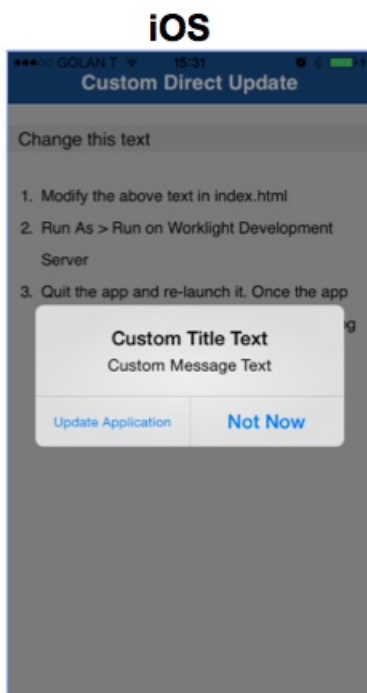 iOS
GOLAN T 15:31
Custom Direct Update
Change this text
1. Modify the above text in index.html
2. Run As > Run on Worklight Development
Server
3. Quit the app and re-launch it. Once the app
Custom Title Text
Custom Message Text
Update Application Not Now